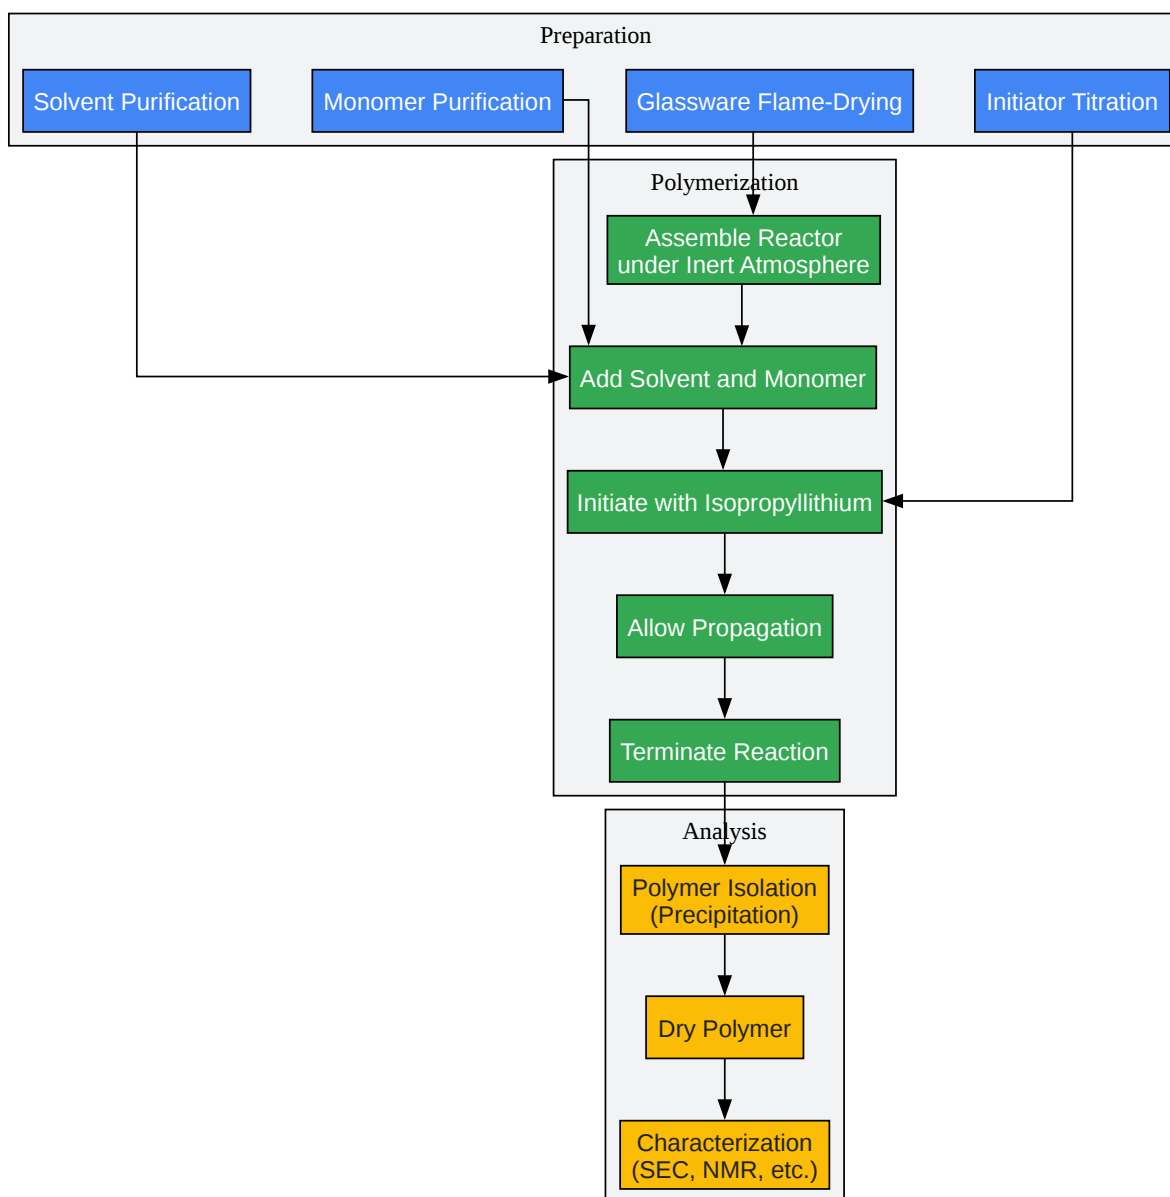 Preparation
Solvent Purification
Monomer Purification
Glassware Flame-Drying
Initiator Titration
Polymerization
Assemble Reactor
under Inert Atmosphere
Add Solvent and Monomer
Initiate with Isopropyllithium
Allow Propagation
Terminate Reaction
Analysis
Polymer Isolation
(Precipitation)
Dry Polymer
Characterization
(SEC, NMR, etc.)